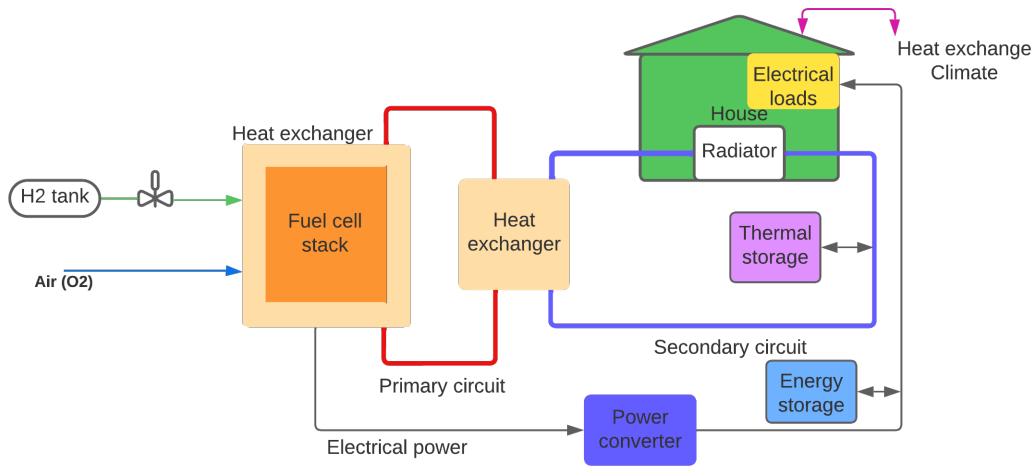 Heat exchange
Climate
Electrical
loads
House
Radiator
Heat exchanger
H2 tank
Fuel cell
stack
Heat
exchanger
Thermal
storage
Air (O2)
Secondary circuit
Primary circuit
Energy
storage
Power
converter
Electrical power